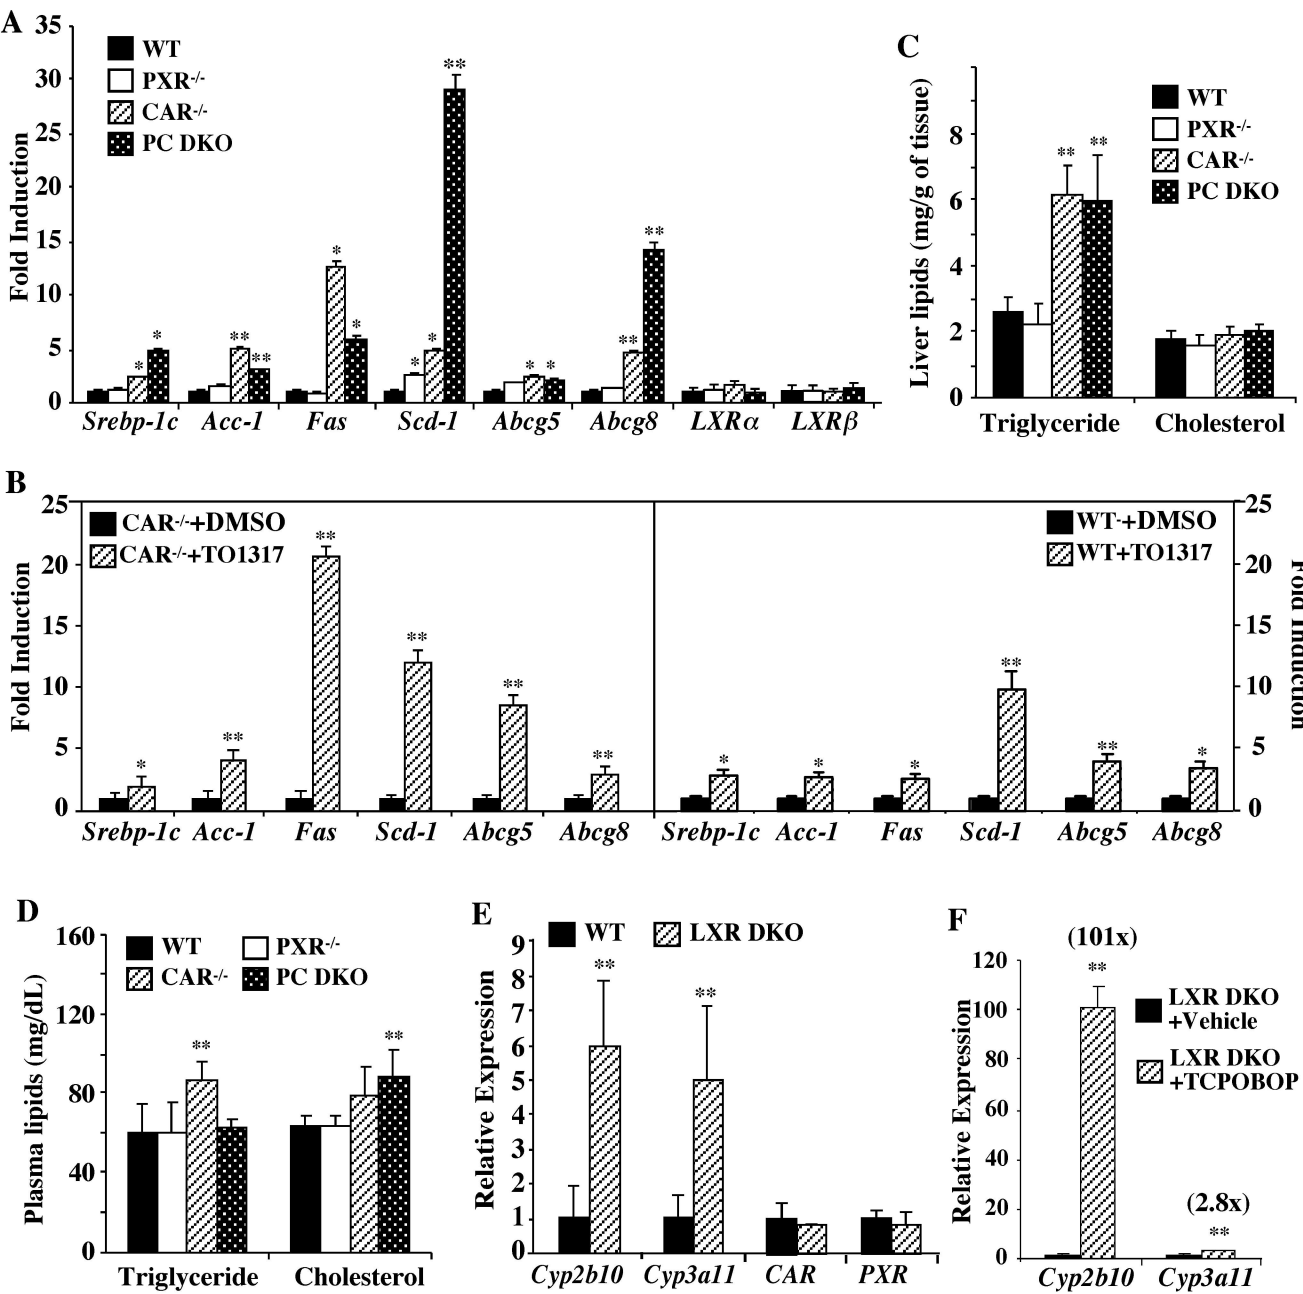 A
35
30
25
20
15
10
5
0
Fold Induction
WT
PXR-/-
CAR-/-
PC DKO
* * ** ** * * * * ** * * ** **
Srebp-1c Acc-1 Fas Scd-1 Abcg5 Abcg8 LXRα LXRβ
C
8
6
4
2
0
Liver lipids (mg/g of tissue)
WT
PXR-/-
CAR-/-
PC DKO
** **
Triglyceride Cholesterol
B
25
20
15
10
5
0
Fold Induction
CAR-/-+DMSO
CAR-/-+TO1317
* ** ** ** ** **
Srebp-1c Acc-1 Fas Scd-1 Abcg5 Abcg8
WT-+DMSO
WT+TO1317
* * * ** ** *
Srebp-1c Acc-1 Fas Scd-1 Abcg5 Abcg8
25
20
15
10
5
0
Fold Induction
D
160
120
80
40
0
Plasma lipids (mg/dL)
WT PXR-/-
CAR-/- PC DKO
** **
Triglyceride Cholesterol
E
9
8
7
6
5
4
3
2
1
0
Relative Expression
WT LXR DKO
** **
Cyp2b10 Cyp3a11 CAR PXR
F
120
100
80
60
40
20
0
Relative Expression
(101x)
**
LXR DKO
+Vehicle
LXR DKO
+TCPOBOP
(2.8x)
**
Cyp2b10 Cyp3a11